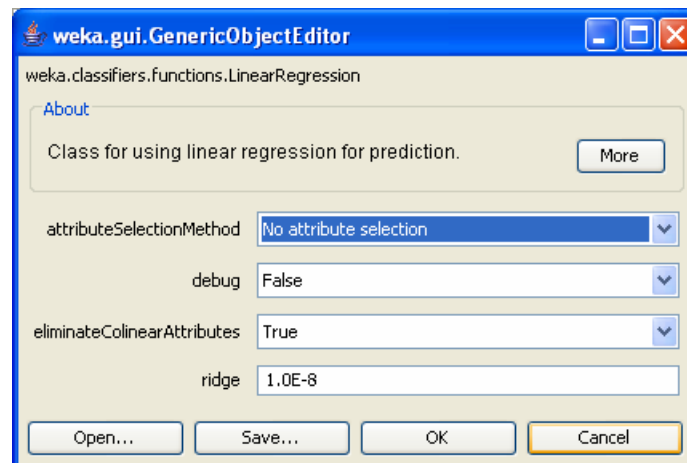 weka.gui.GenericObjectEditor
weka.classifiers.functions.LinearRegression
About
Class for using linear regression for prediction.
More
attributeSelectionMethod No attribute selection
debug False
eliminateColinearAttributes True
ridge 1.0E-8
Open... Save... OK Cancel